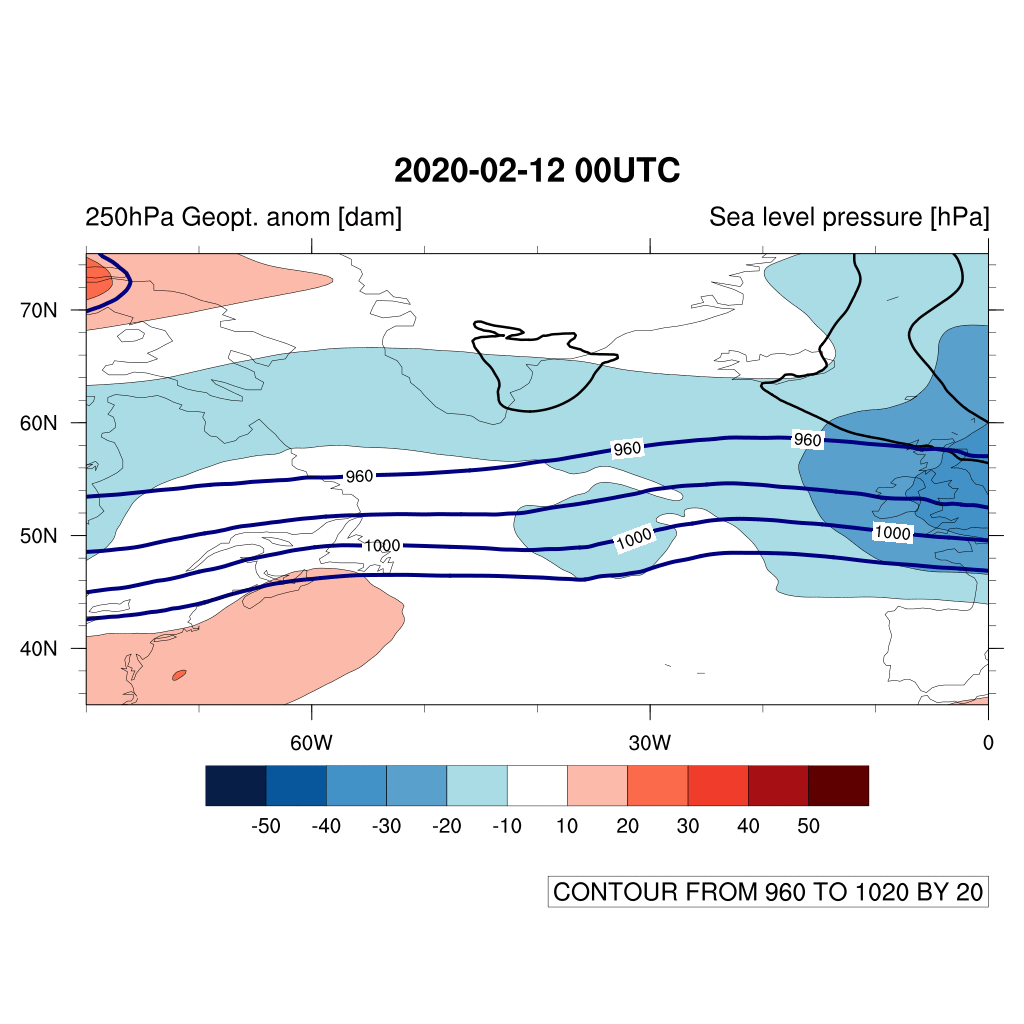 2020-02-12 00UTC
250hPa Geopt. anom [dam] Sea level pressure [hPa]
70N
60N
50N
40N
960
960
960
1000
1000
1000
60W 30W 0
-50 -40 -30 -20 -10 10 20 30 40 50
CONTOUR FROM 960 TO 1020 BY 20